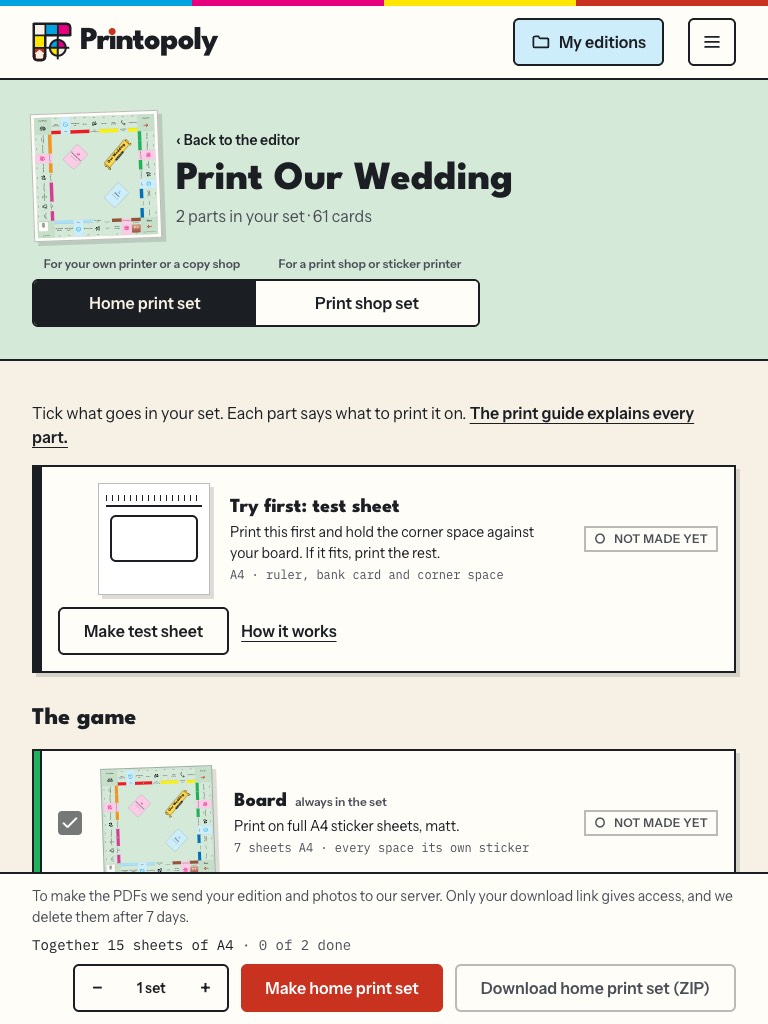 Printopoly
My editions
‹ Back to the editor
Print Our Wedding
2 parts in your set · 61 cards
For your own printer or a copy shop
For a print shop or sticker printer
Home print set
Print shop set
Tick what goes in your set. Each part says what to print it on. The print guide explains every
part.
Try first: test sheet
Print this first and hold the corner space against
your board. If it fits, print the rest.
A4 · ruler, bank card and corner space
NOT MADE YET
Make test sheet
How it works
The game
Board always in the set
Print on full A4 sticker sheets, matt.
7 sheets A4 · every space its own sticker
NOT MADE YET
To make the PDFs we send your edition and photos to our server. Only your download link gives access, and we
delete them after 7 days.
Together 15 sheets of A4 · 0 of 2 done
− 1 set +
Make home print set
Download home print set (ZIP)